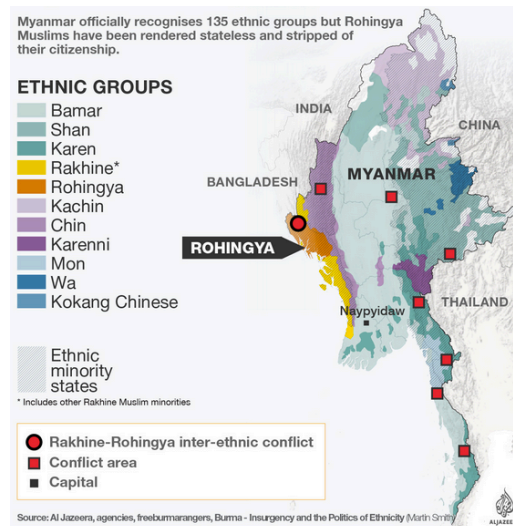 Myanmar officially recognises 135 ethnic groups but Rohingya
Muslims have been rendered stateless and stripped of
their citizenship.
ETHNIC GROUPS
Bamar
Shan
Karen
Rakhine*
Rohingya
Kachin
Chin
Karenni
Mon
Wa
Kokang Chinese
Ethnic
minority
states
* Includes other Rakhine Muslim minorities
INDIA
CHINA
BANGLADESH
MYANMAR
ROHINGYA
THAILAND
Naypyidaw
Rakhine-Rohingya inter-ethnic conflict
Conflict area
Capital
Source: Al Jazeera, agencies, freeburmarangers, Burma - Insurgency and the Politics of Ethnicity (Martin Smith)